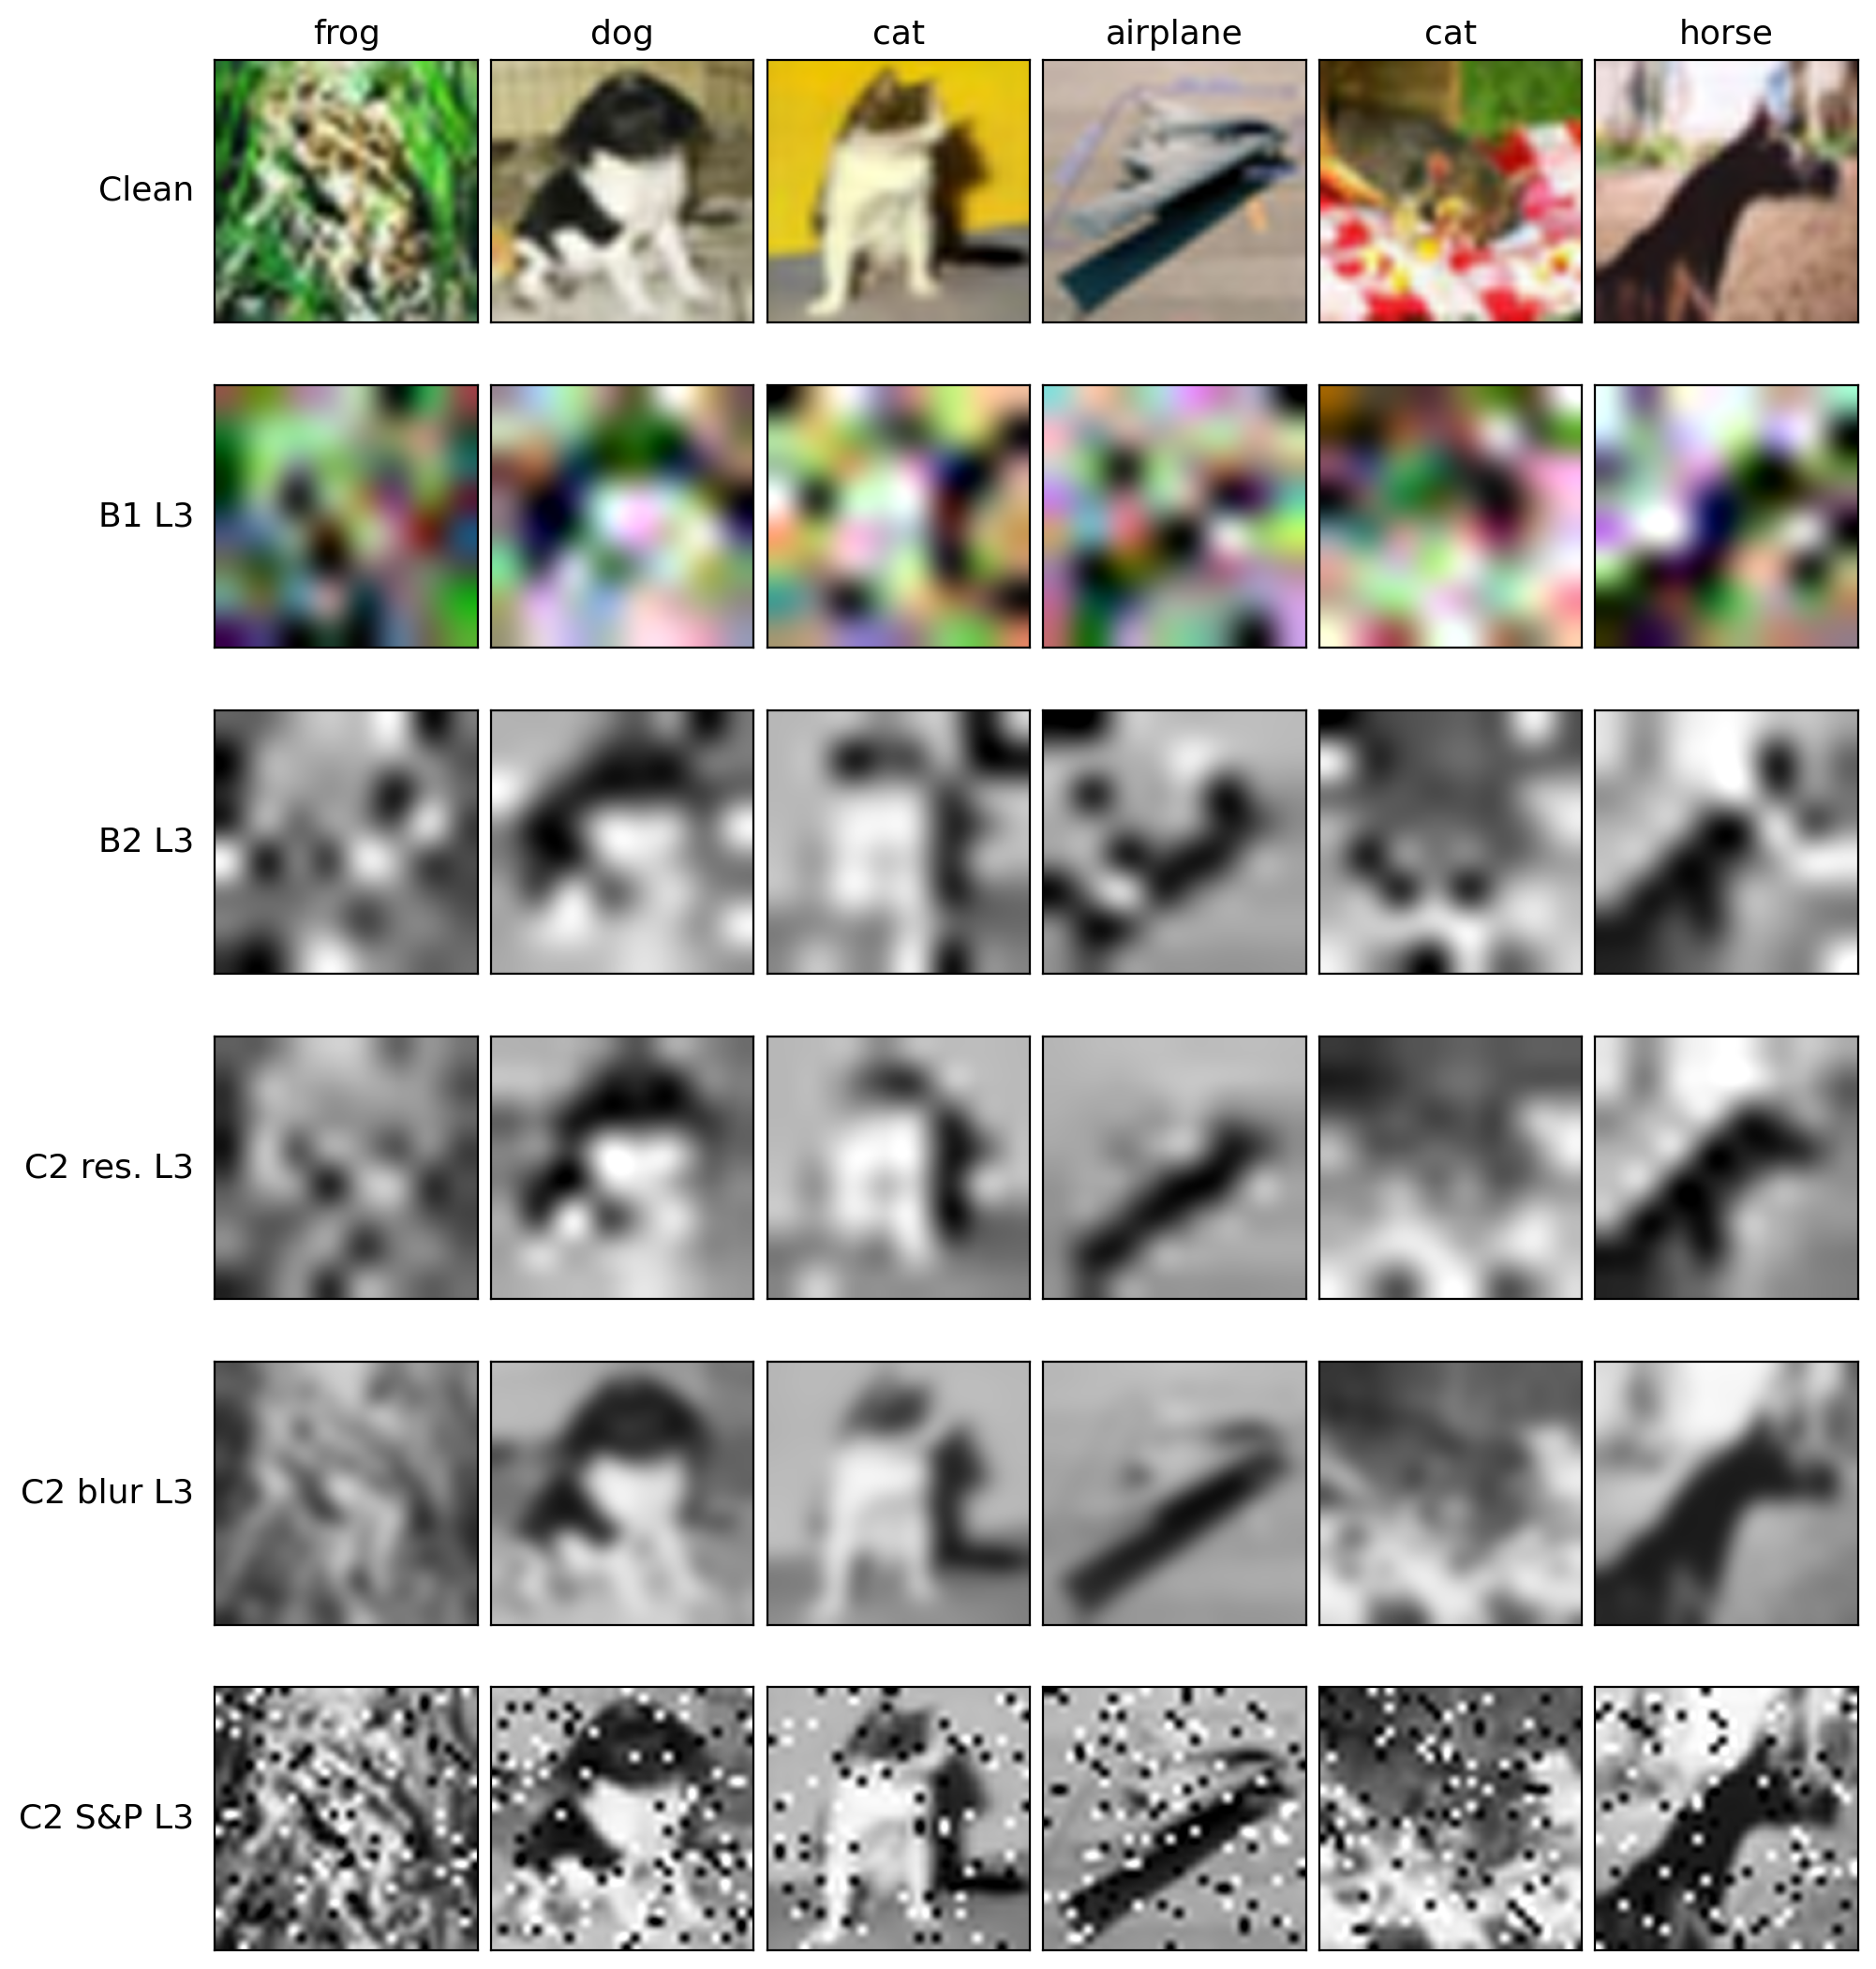 frog dog cat airplane cat horse
Clean
B1 L3
B2 L3
C2 res. L3
C2 blur L3
C2 S&P L3